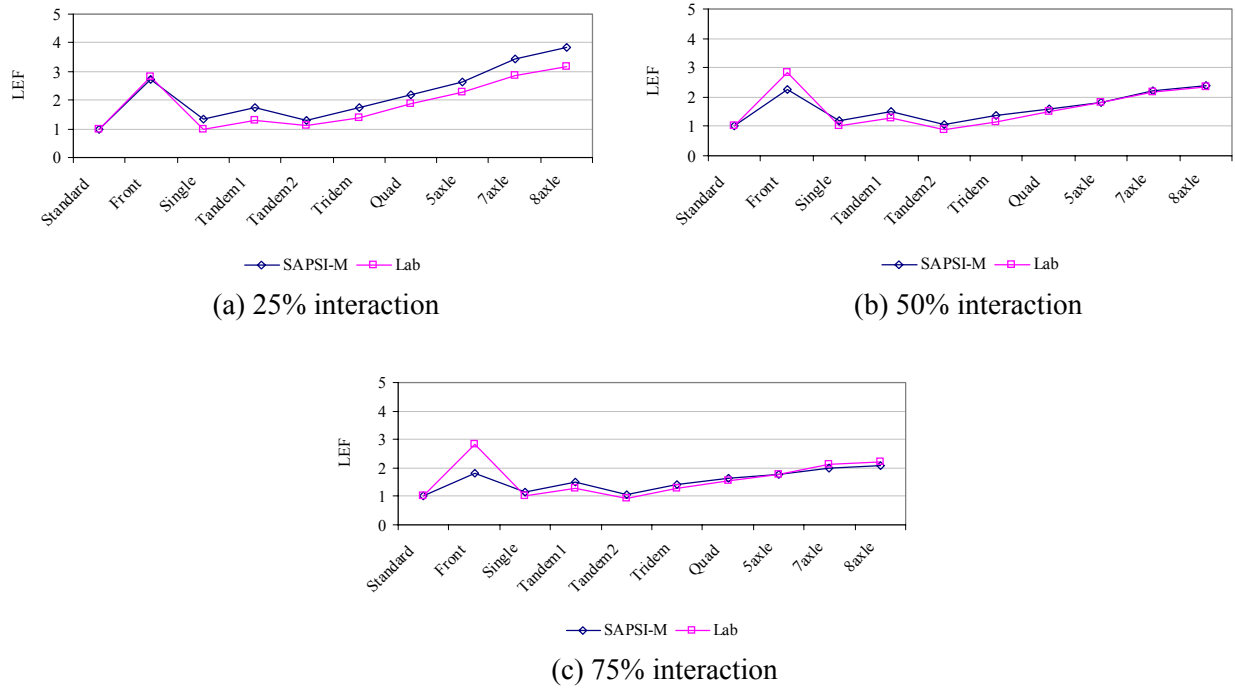 5
4
3
2
1
0
LEF
Standard
Front
Single
Tandem1
Tandem2
Tridem
Quad
5axle
7axle
8axle
SAPSI-M Lab
(a) 25% interaction
5
4
3
2
1
0
LEF
Standard
Front
Single
Tandem1
Tandem2
Tridem
Quad
5axle
7axle
8axle
SAPSI-M Lab
(b) 50% interaction
5
4
3
2
1
0
LEF
Standard
Front
Single
Tandem1
Tandem2
Tridem
Quad
5axle
7axle
8axle
SAPSI-M Lab
(c) 75% interaction